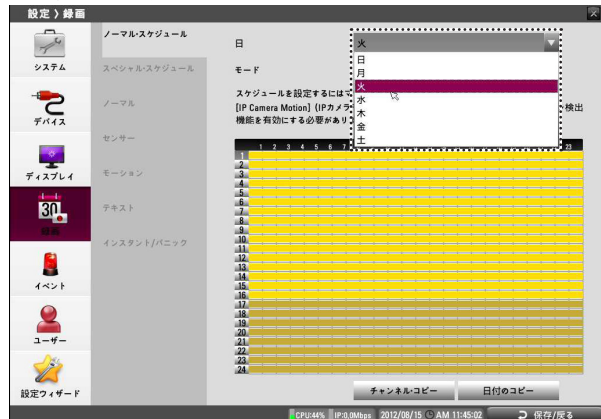 設定 〉録画
システム
デバイス
ディスプレイ
録画
イベント
ユーザー
設定ウィザード
ノーマル・スケジュール
スペシャル・スケジュール
ノーマル
センサー
モーション
テキスト
インスタント/パニック
日
火
日
月
火
水
木
金
土
モード
スケジュールを設定するにはマ
[IP Camera Motion] (IPカメラ
検出
機能を有効にする必要があり
1 2 3 4 5 6 7 23
1
2
3
4
5
6
7
8
9
10
11
12
13
14
15
16
17
18
19
20
21
22
23
24
チャンネル・コピー
日付のコピー
CPU:44% IP:0,0Mbps 2012/08/15 AM 11:45:02 保存/戻る